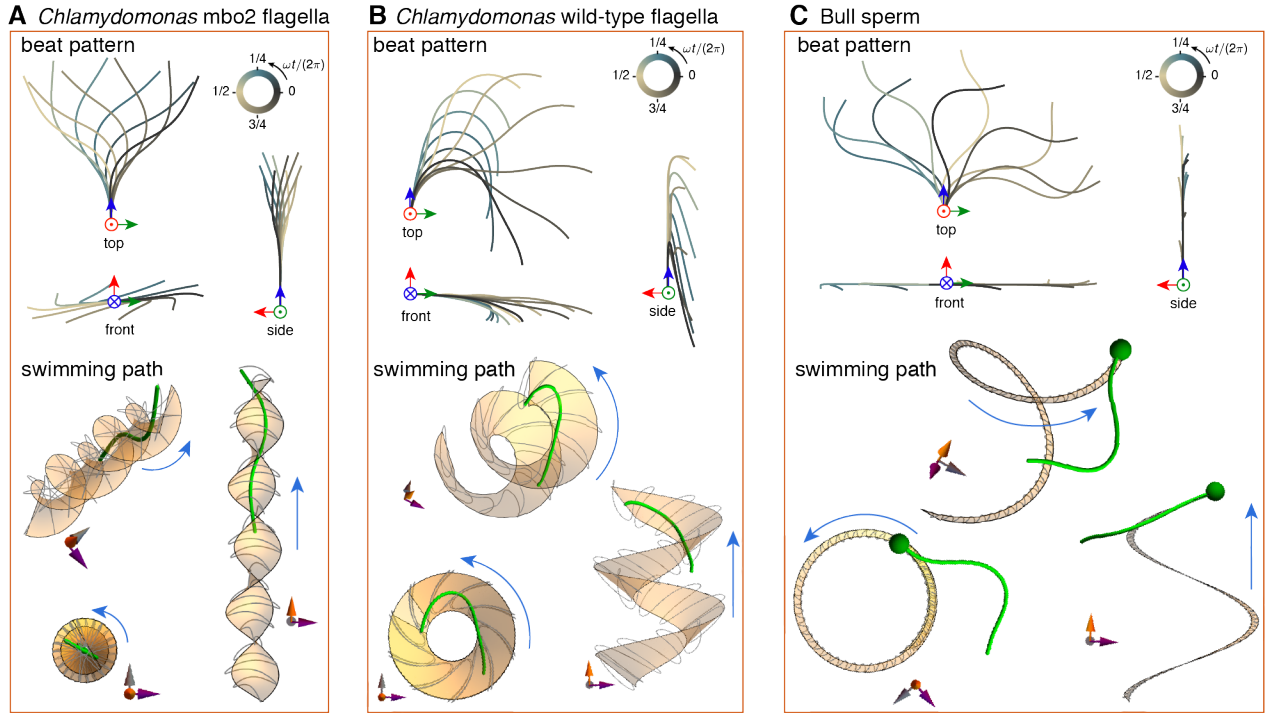 A Chlamydomonas mbo2 flagella
beat pattern
1/4
ωt/(2π)
1/2
0
3/4
top
front
side
swimming path
B Chlamydomonas wild-type flagella
beat pattern
1/4
ωt/(2π)
1/2
0
3/4
top
front
side
swimming path
C Bull sperm
beat pattern
1/4
ωt/(2π)
1/2
0
3/4
top
front
side
swimming path